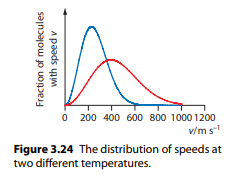 Fraction of molecules
with speed v
0 200 400 600 800 1000 1200
v/m s⁻¹
Figure 3.24 The distribution of speeds at
two different temperatures.